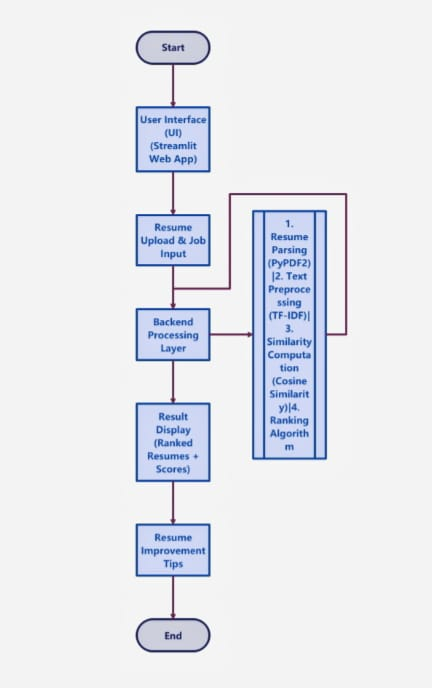 Start
User Interface
(UI)
(Streamlit
Web App)
Resume
Upload & Job
Input
1.
Resume
Parsing
(PyPDF2)
|2. Text
Preproce
ssing
(TF-IDF)|
3.
Similarity
Computa
tion
(Cosine
Similarit
y)|4.
Ranking
Algorith
m
Backend
Processing
Layer
Result
Display
(Ranked
Resumes +
Scores)
Resume
Improvement
Tips
End